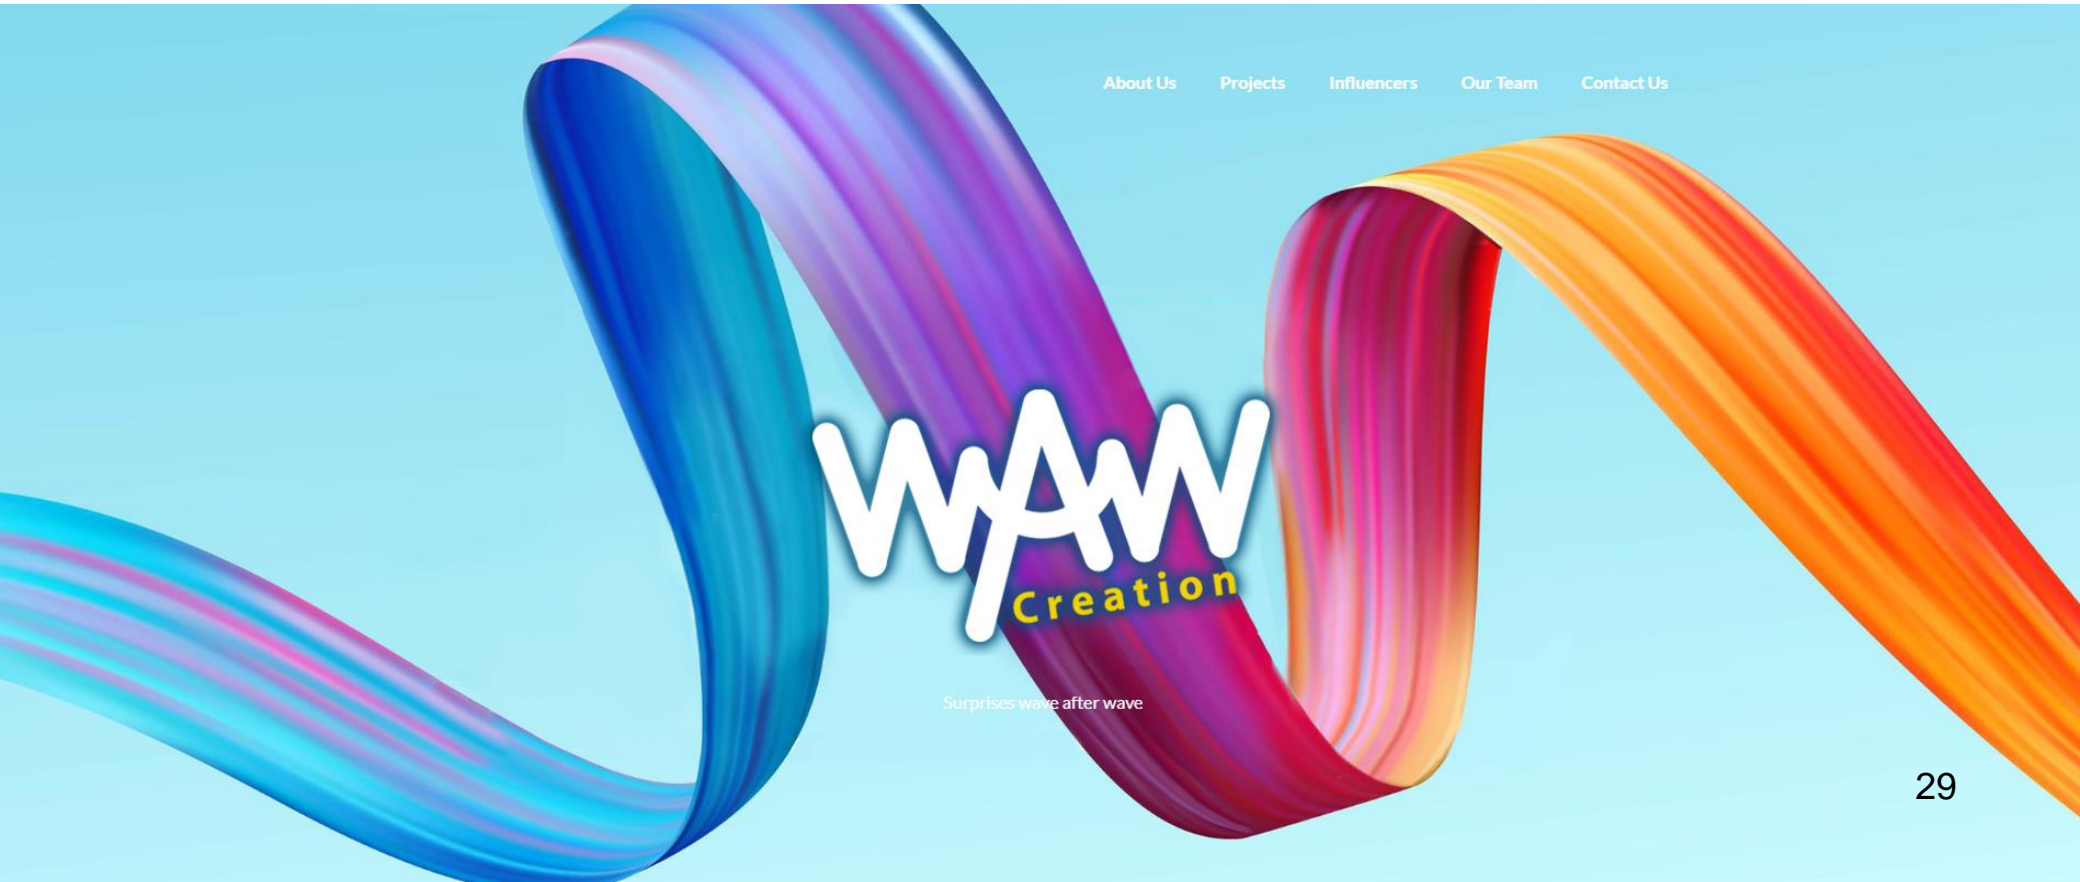 About Us Projects Influencers Our Team Contact Us
WAW
Creation
Surprises wave after wave
29